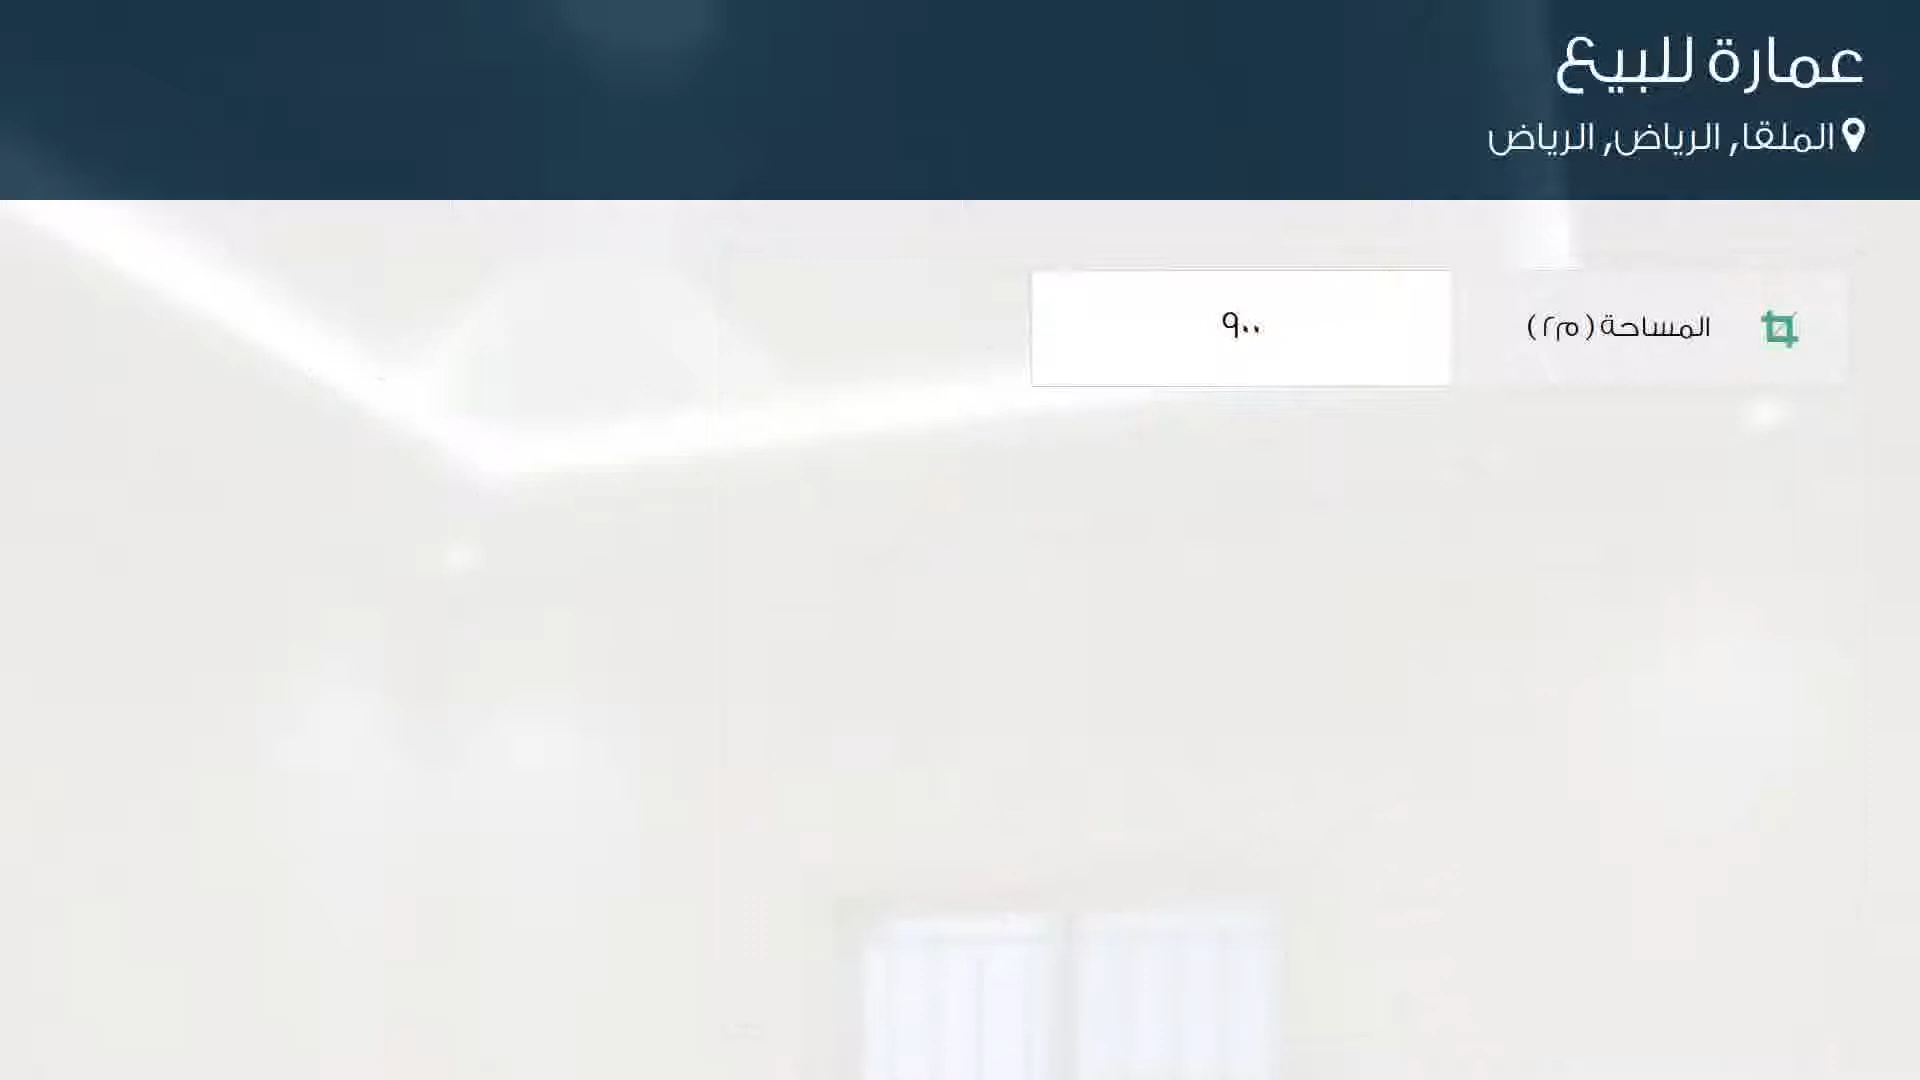 عمارة للبيع
الملقا, الرياض, الرياض
المساحة (م٢)
٩٠٠